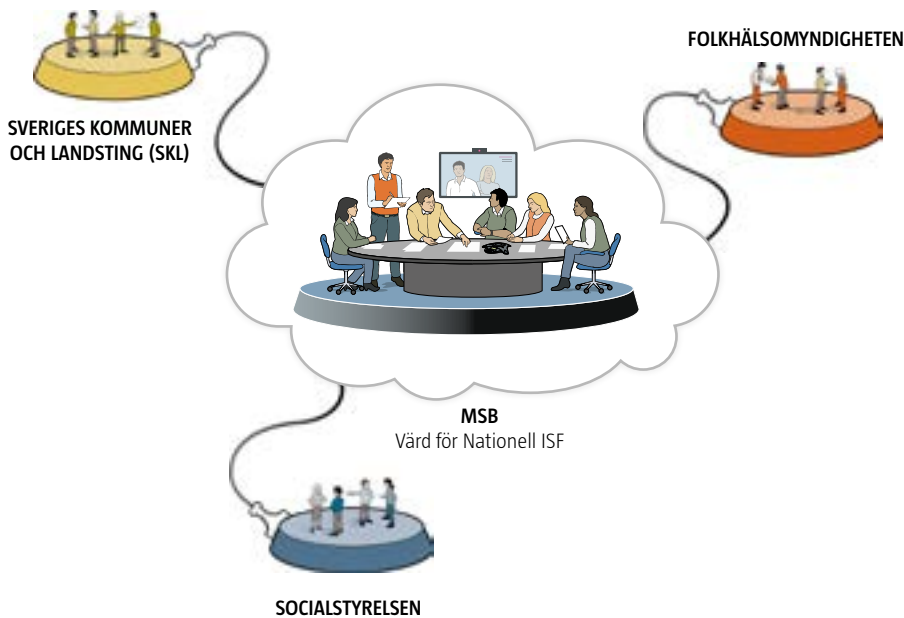 FOLKHÄLSOMYNDIGHETEN
SVERIGES KOMMUNER
OCH LANDSTING (SKL)
MSB
Värd för Nationell ISF
SOCIALSTYRELSEN